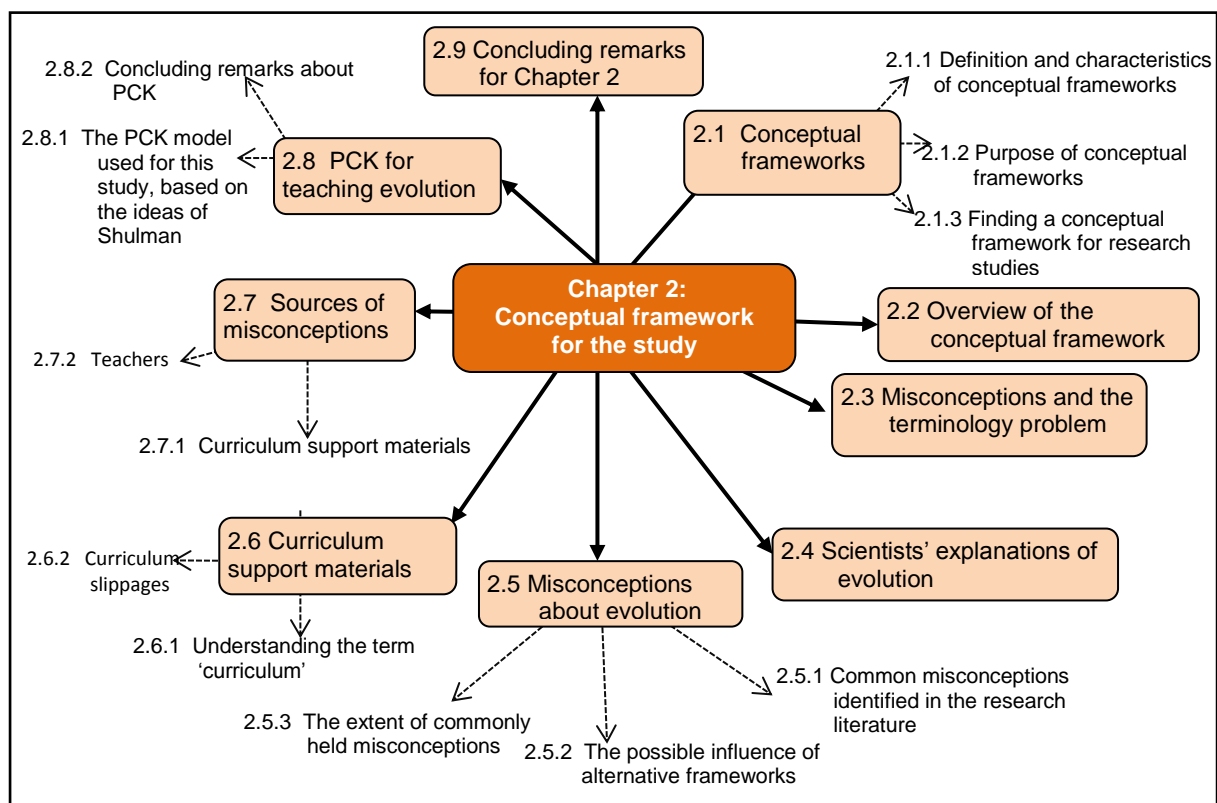 Chapter 2:
Conceptual framework
for the study
2.1 Conceptual
frameworks
2.1.1 Definition and characteristics
of conceptual frameworks
2.1.2 Purpose of conceptual
frameworks
2.1.3 Finding a conceptual
framework for research
studies
2.2 Overview of the
conceptual framework
2.3 Misconceptions and the
terminology problem
2.4 Scientists’ explanations of
evolution
2.5 Misconceptions
about evolution
2.5.1 Common misconceptions
identified in the research
literature
2.5.2 The possible influence of
alternative frameworks
2.5.3 The extent of commonly
held misconceptions
2.6 Curriculum
support materials
2.6.1 Understanding the term
‘curriculum’
2.6.2 Curriculum
slippages
2.7 Sources of
misconceptions
2.7.1 Curriculum support materials
2.7.2 Teachers
2.8 PCK for
teaching evolution
2.8.1 The PCK model
used for this
study, based on
the ideas of
Shulman
2.8.2 Concluding remarks about
PCK
2.9 Concluding remarks
for Chapter 2